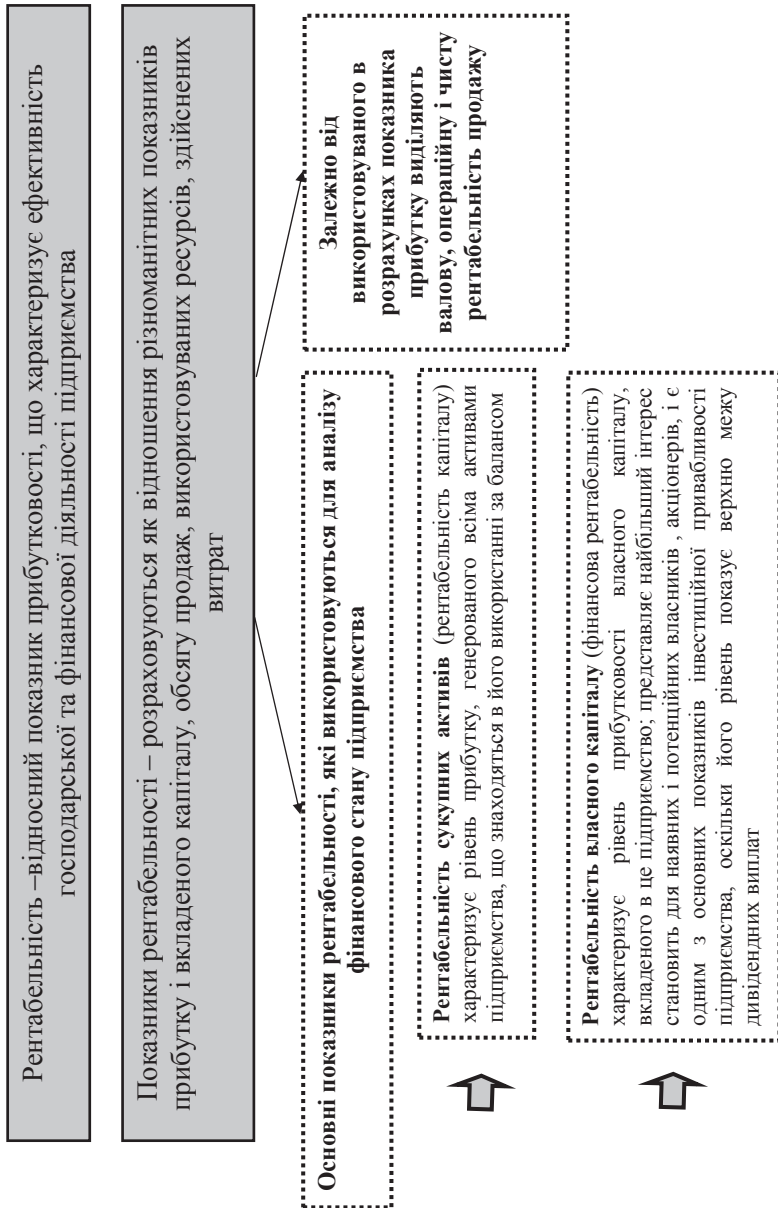 Рентабельність –відносний показник прибутковості, що характеризує ефективність
господарської та фінансової діяльності підприємства
Показники рентабельності – розраховуються як відношення різноманітних показників
прибутку і вкладеного капіталу, обсягу продаж, використовуваних ресурсів, здійснених
витрат
Основні показники рентабельності, які використовуються для аналізу
фінансового стану підприємства
Залежно від
використовуваного в
розрахунках показника
прибутку виділяють
валову, операційну і чисту
рентабельність продажу
Рентабельність сукупних активів (рентабельність капіталу)
характеризує рівень прибутку, генерованого всіма активами
підприємства, що знаходяться в його використанні за балансом
Рентабельність власного капіталу (фінансова рентабельність)
характеризує рівень прибутковості власного капіталу,
вкладеного в це підприємство; представляє найбільший інтерес
становить для наявних і потенційних власників , акціонерів, і є
одним з основних показників інвестиційної привабливості
підприємства, оскільки його рівень показує верхню межу
дивідендних виплат